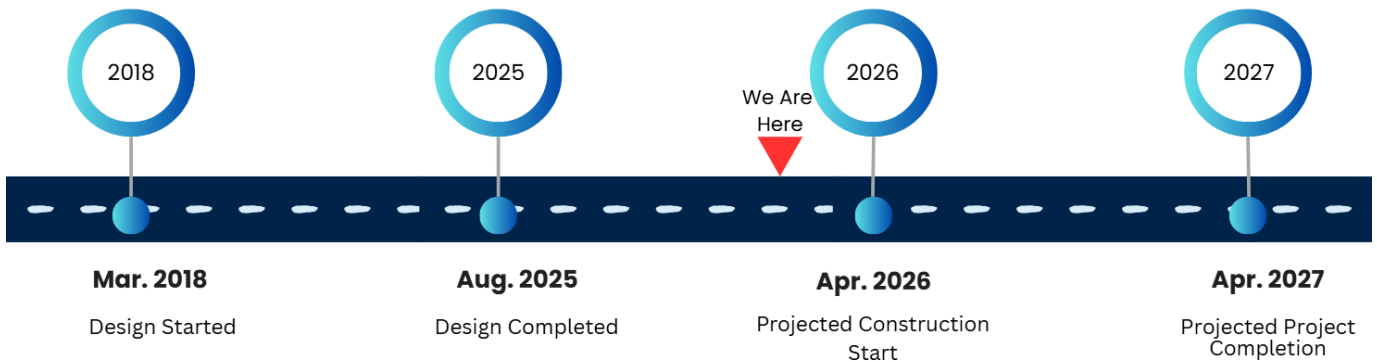 2018
2025
2026
2027
We Are
Here
Mar. 2018
Aug. 2025
Apr. 2026
Apr. 2027
Design Started
Design Completed
Projected Construction
Start
Projected Project
Completion